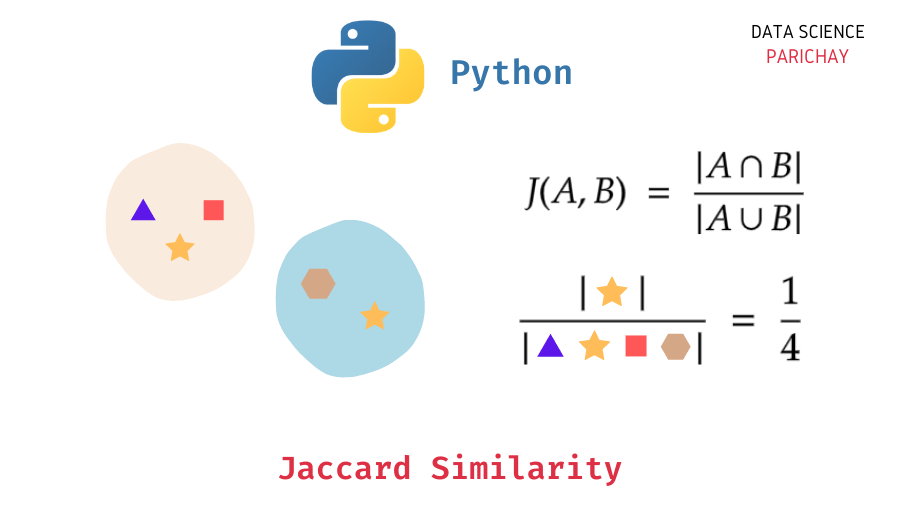 DATA SCIENCE
PARICHAY
Python
J(A, B) = |A ∩ B| / |A ∪ B|
| | / | | = 1 / 4
Jaccard Similarity